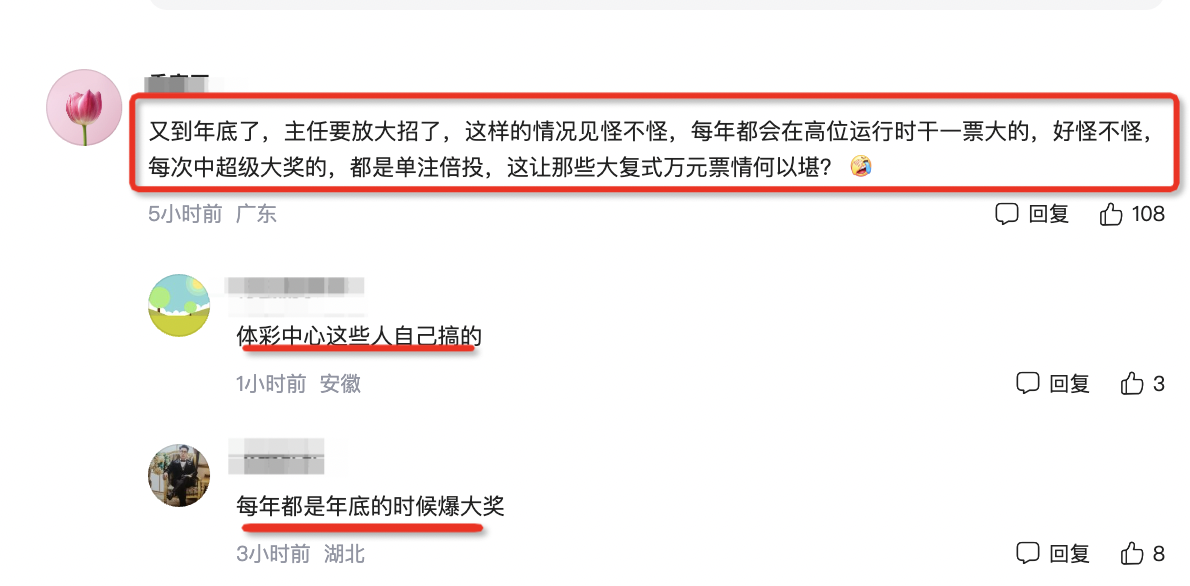 又到年底了，主任要放大招了，这样的情况见怪不怪，每年都会在高位运行时干一票大的，好怪不怪，
每次中超级大奖的，都是单注倍投，这让那些大复式万元票情何以堪？🤣
5小时前 广东 回复 108
体彩中心这些人自己搞的
1小时前 安徽 回复 3
每年都是年底的时候爆大奖
3小时前 湖北 回复 8